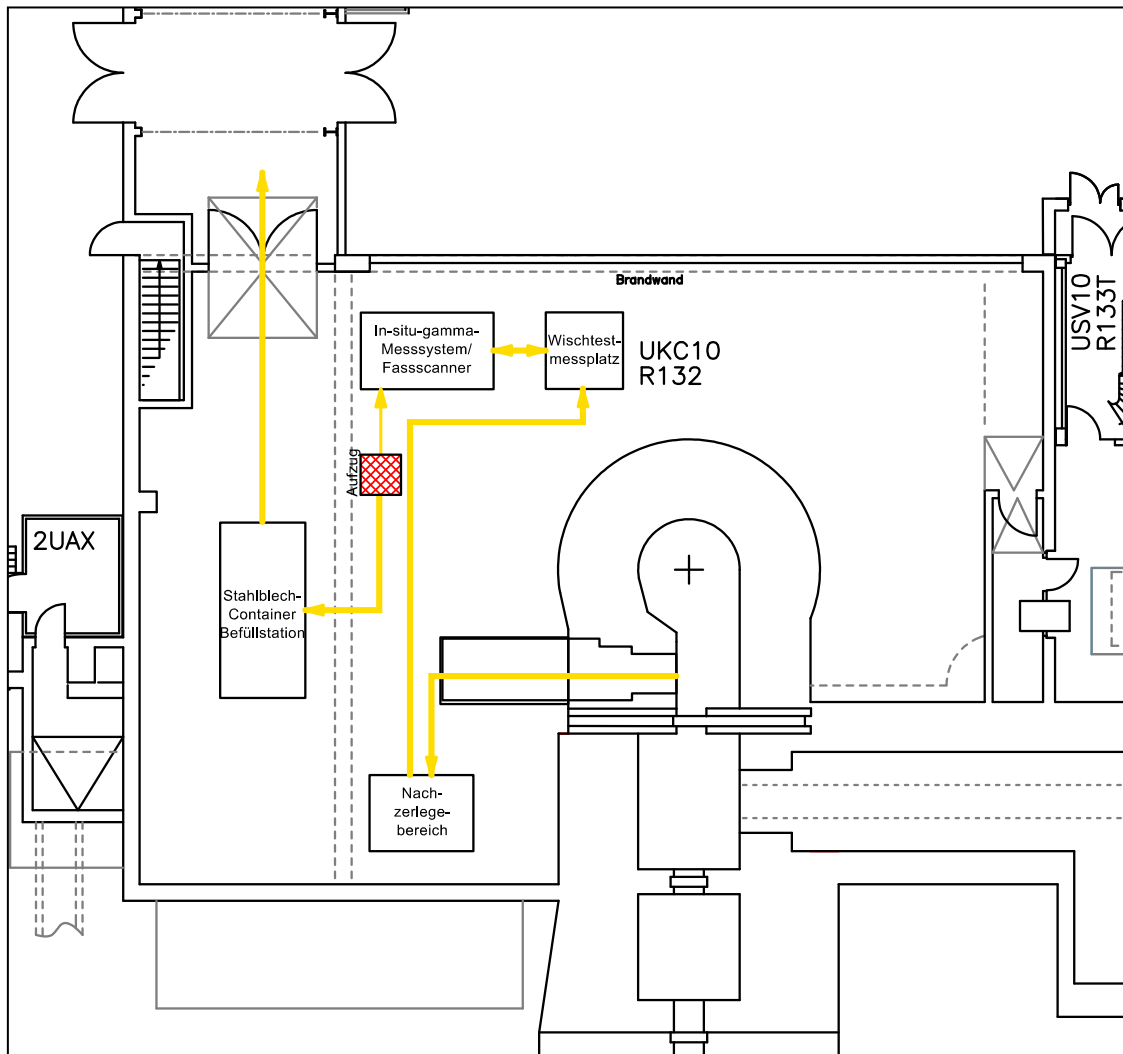 Brandwand
USV10
R133T
In-situ-gamma-
Messsystem/
Fassscanner
Wischtest-
messplatz
UKC10
R132
Aufzug
2UAX
Stahlblech-
Container
Befüllstation
Nach-
zerlege-
bereich